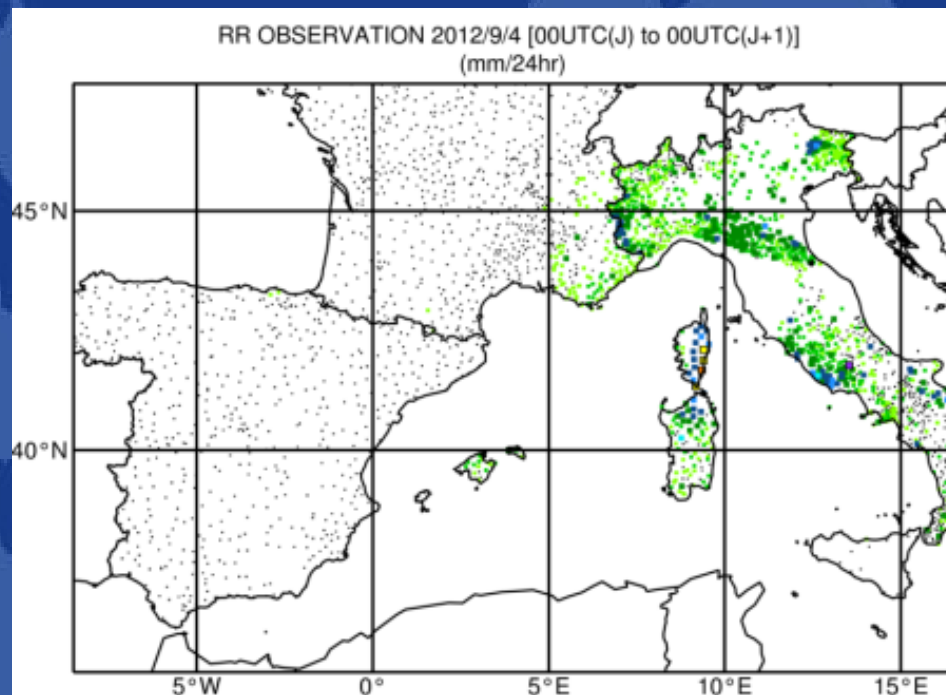 RR OBSERVATION 2012/9/4 [00UTC(J) to 00UTC(J+1)]
(mm/24hr)
45°N
40°N
5°W 0° 5°E 10°E 15°E